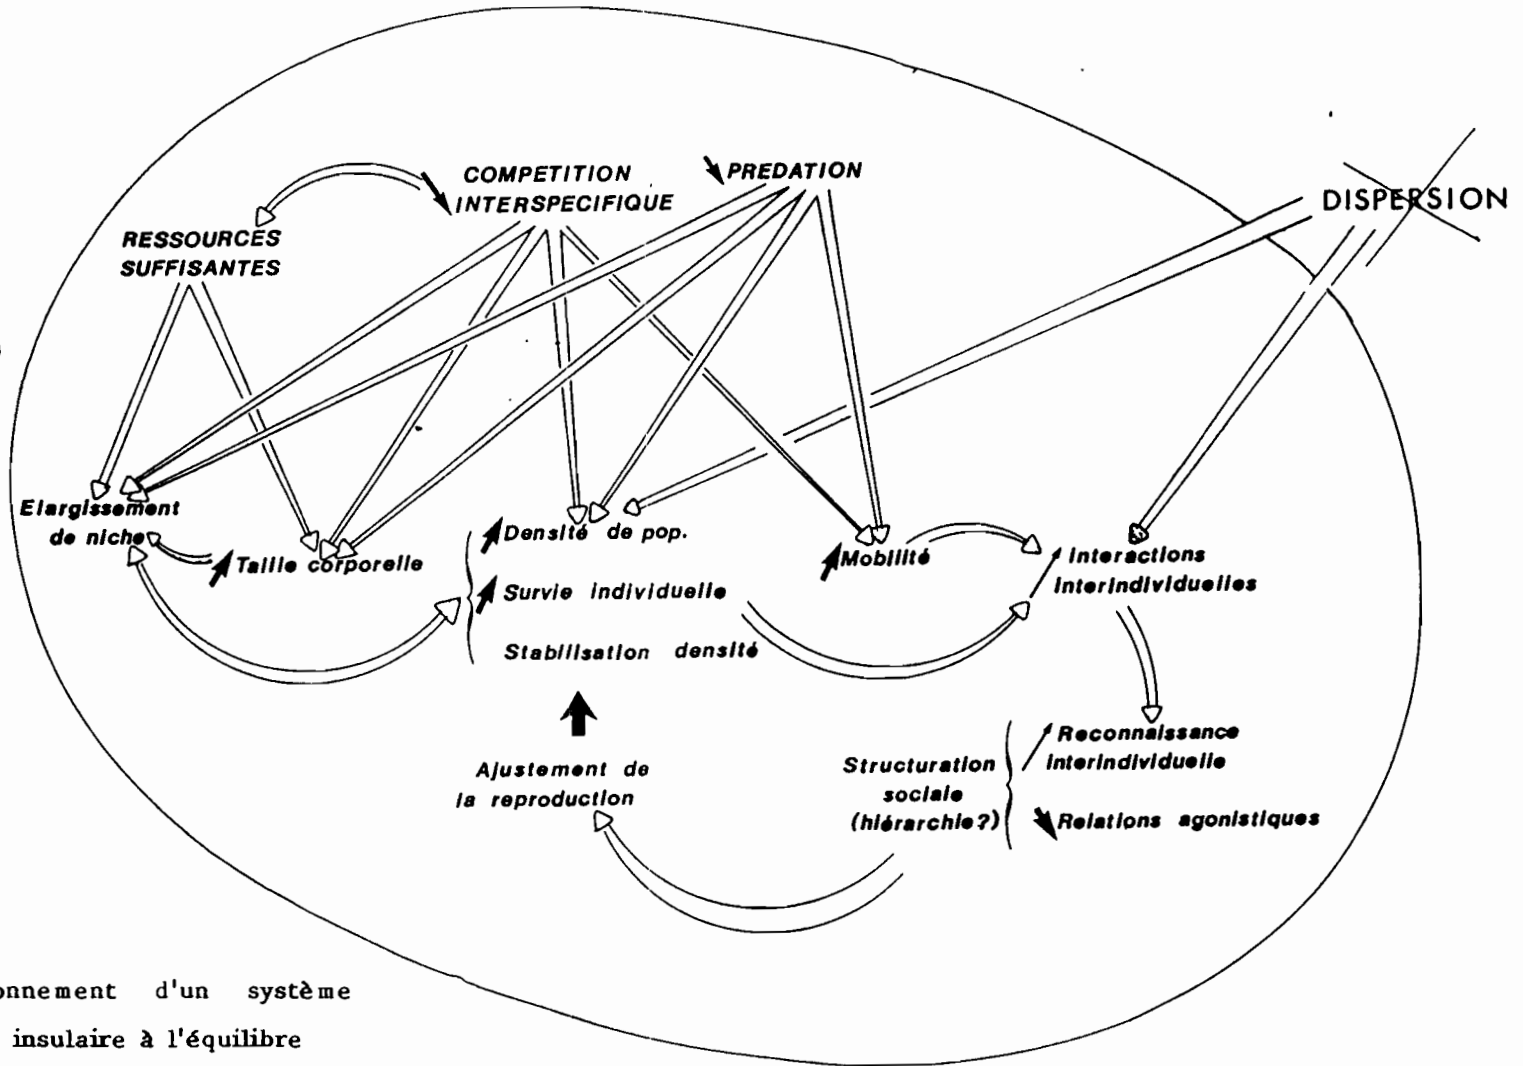 COMPETITION
INTERSPECIFIQUE
PREDATION
DISPERSION
RESSOURCES
SUFFISANTES
Elargissement
de niche
Taille corporelle
Densité de pop.
Survie individuelle
Stabilisation densité
Mobilité
Interactions
interindividuelles
Ajustement de
la reproduction
Structuration
sociale
(hiérarchie?)
Reconnaissance
interindividuelle
Relations agonistiques
onnement d'un système
insulaire à l'équilibre